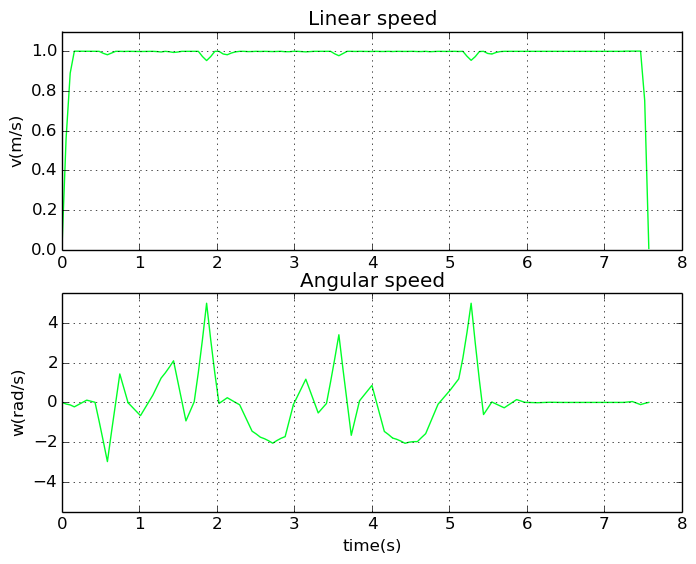 Linear speed
1.0
0.8
0.6
0.4
0.2
0.0
v(m/s)
0 1 2 3 4 5 6 7 8
Angular speed
4
2
0
−2
−4
w(rad/s)
0 1 2 3 4 5 6 7 8
time(s)